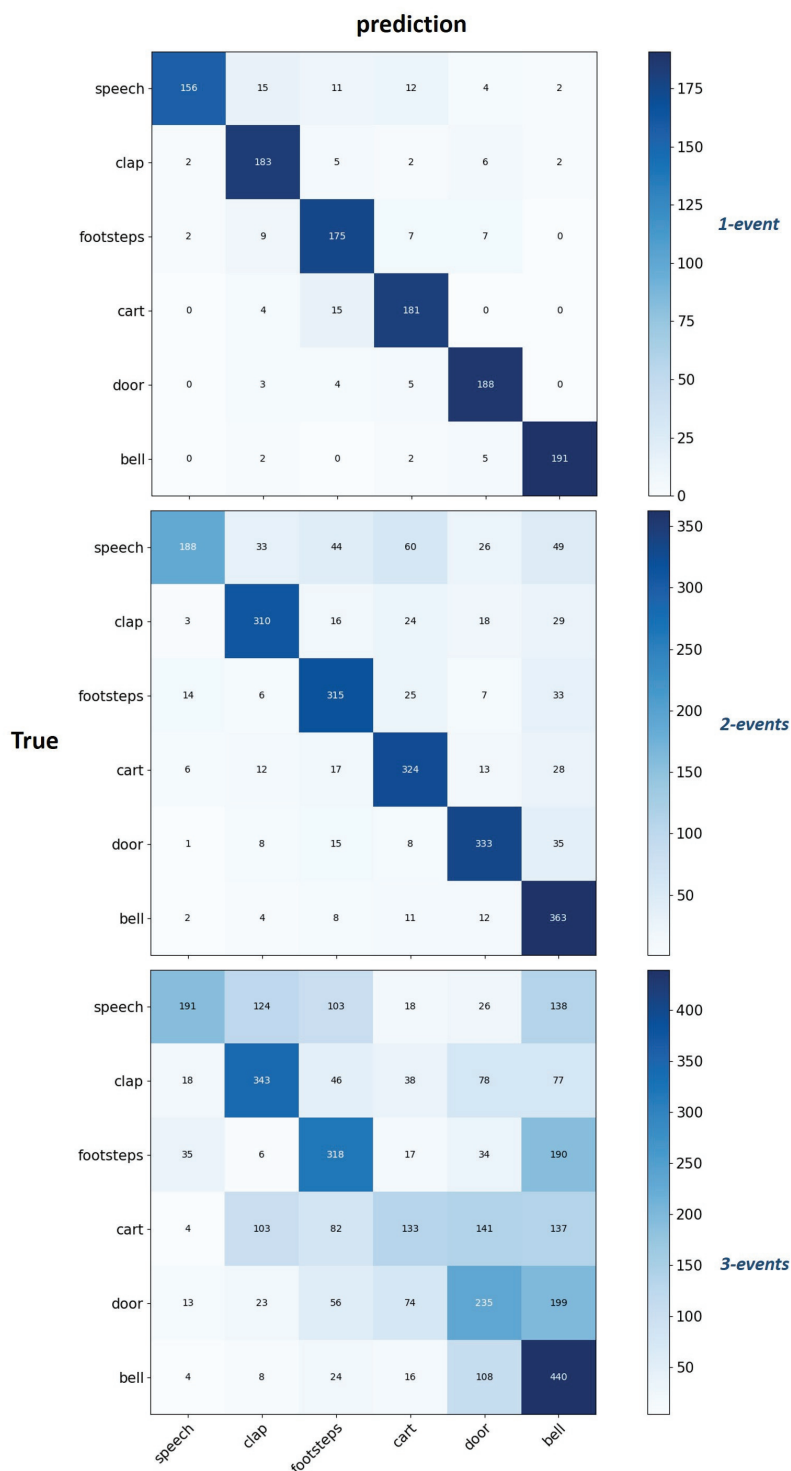 prediction
speech 156 15 11 12 4 2
clap 2 183 5 2 6 2
footsteps 2 9 175 7 7 0
cart 0 4 15 181 0 0
door 0 3 4 5 188 0
bell 0 2 0 2 5 191
175
150
125
100
75
50
25
0
1-event
speech 188 33 44 60 26 49
clap 3 310 16 24 18 29
footsteps 14 6 315 25 7 33
cart 6 12 17 324 13 28
door 1 8 15 8 333 35
bell 2 4 8 11 12 363
350
300
250
200
150
100
50
2-events
True
speech 191 124 103 18 26 138
clap 18 343 46 38 78 77
footsteps 35 6 318 17 34 190
cart 4 103 82 133 141 137
door 13 23 56 74 235 199
bell 4 8 24 16 108 440
400
350
300
250
200
150
100
50
3-events
speech clap footsteps cart door bell